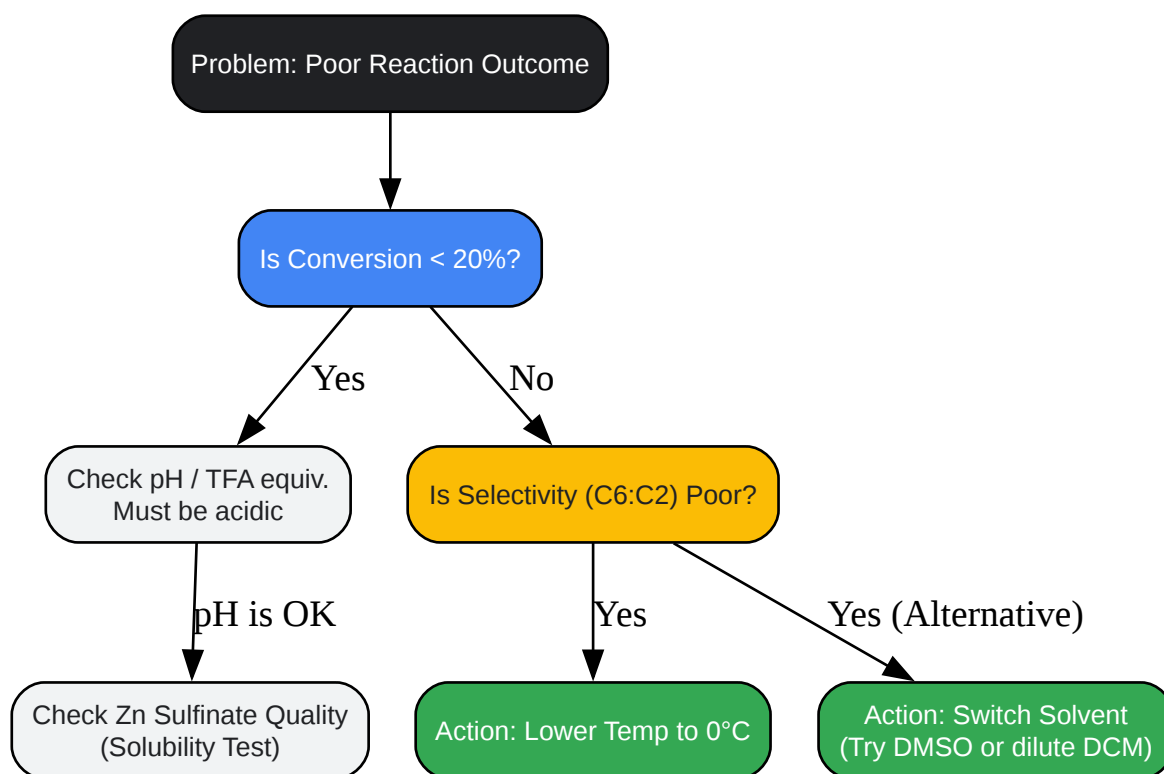 Problem: Poor Reaction Outcome
Is Conversion < 20%?
Yes
No
Check pH / TFA equiv.
Must be acidic
Is Selectivity (C6:C2) Poor?
pH is OK
Yes
Yes (Alternative)
Check Zn Sulfinate Quality
(Solubility Test)
Action: Lower Temp to 0°C
Action: Switch Solvent
(Try DMSO or dilute DCM)